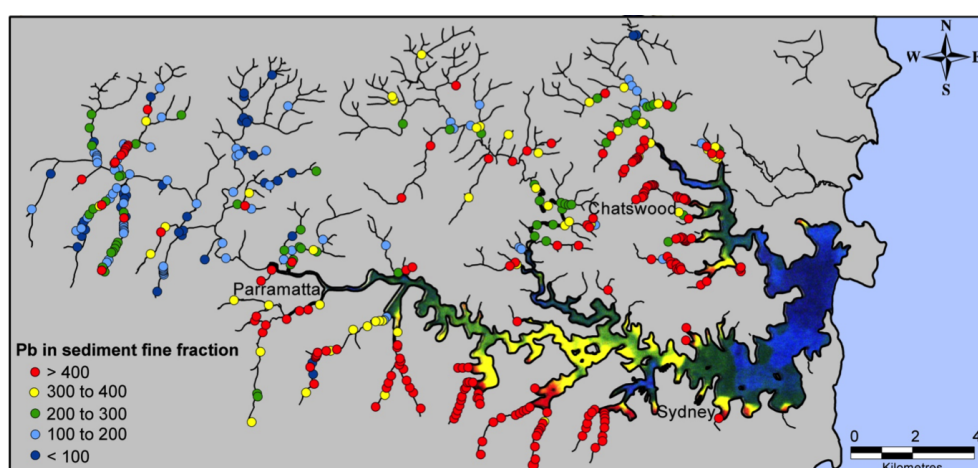 N
W E
S
Chatswood
Parramatta
Pb in sediment fine fraction
> 400
300 to 400
200 to 300
100 to 200
< 100
Sydney
0 2 4
Kilometres